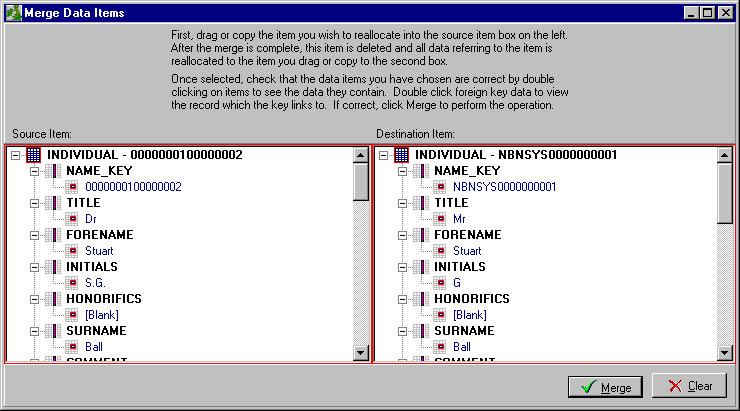 Merge Data Items
First, drag or copy the item you wish to reallocate into the source item box on the left.
After the merge is complete, this item is deleted and all data referring to the item is
reallocated to the item you drag or copy to the second box.
Once selected, check that the data items you have chosen are correct by double
clicking on items to see the data they contain. Double click foreign key data to view
the record which the key links to. If correct, click Merge to perform the operation.
Source Item:
INDIVIDUAL - 0000000100000002
NAME_KEY
0000000100000002
TITLE
Dr
FORENAME
Stuart
INITIALS
S.G.
HONORIFICS
[Blank]
SURNAME
Ball
COMMENT
Destination Item:
INDIVIDUAL - NBNSYS0000000001
NAME_KEY
NBNSYS0000000001
TITLE
Mr
FORENAME
Stuart
INITIALS
G
HONORIFICS
[Blank]
SURNAME
Ball
COMMENT
Merge
Clear